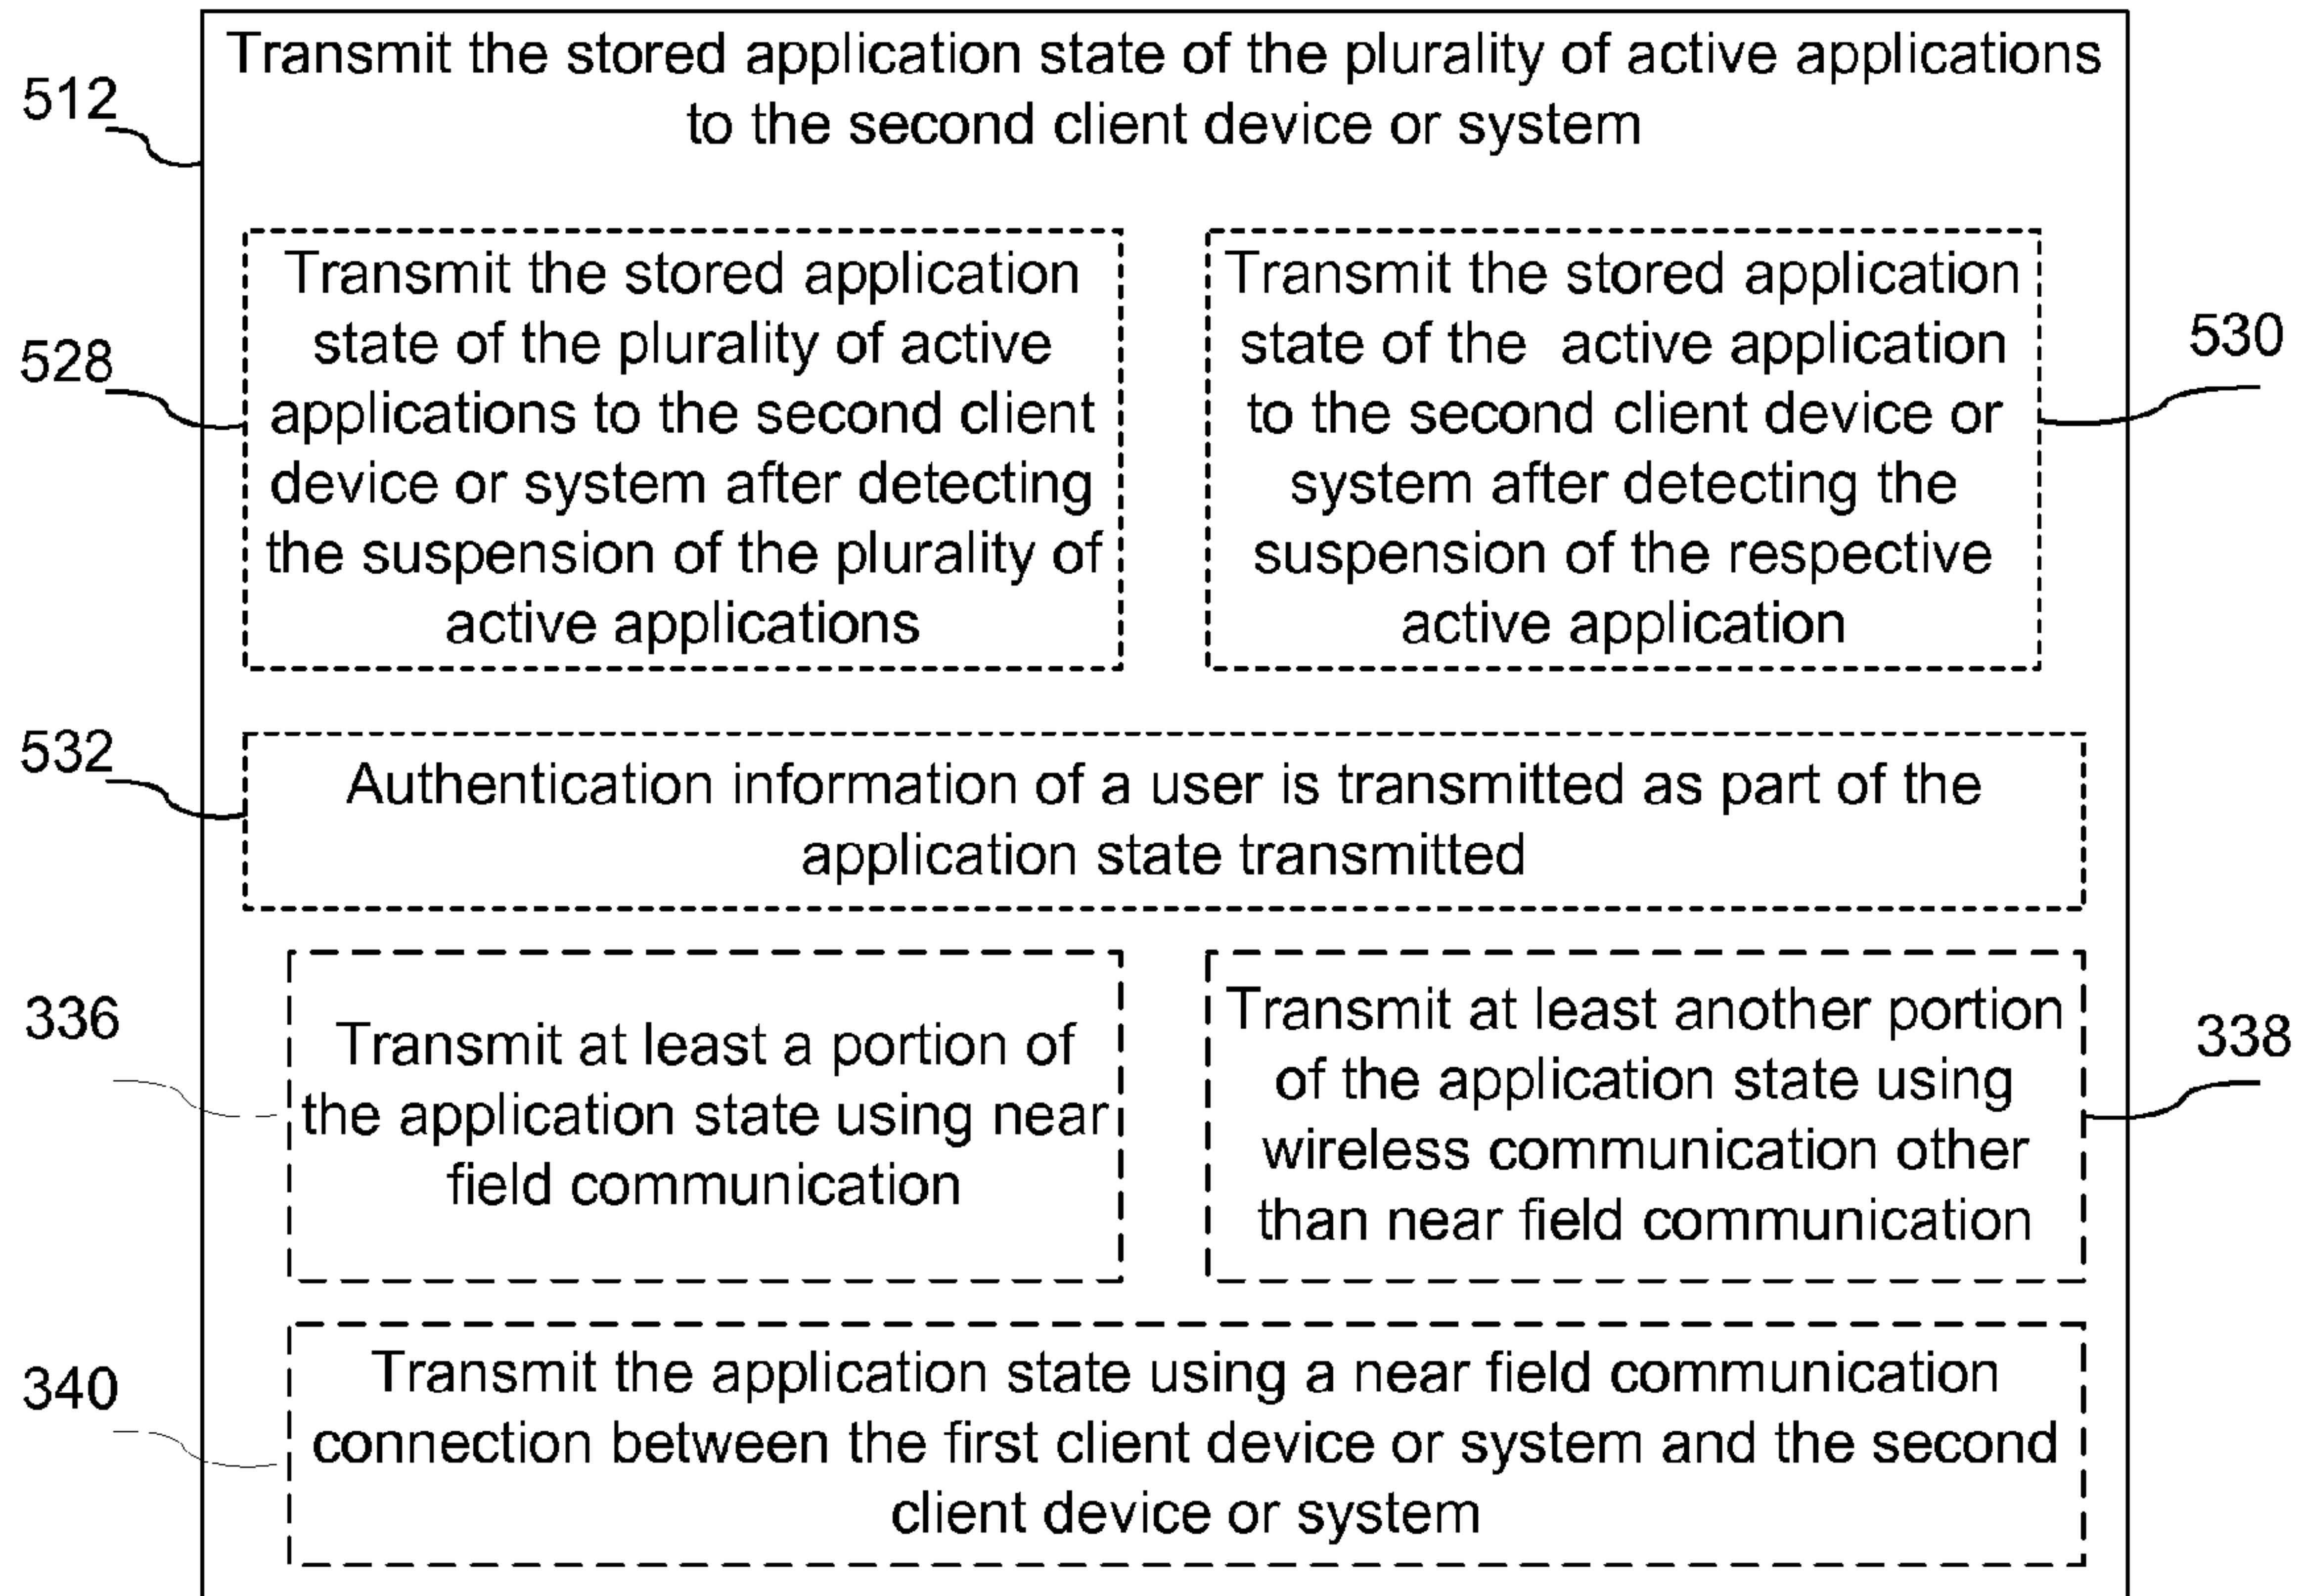 512
Transmit the stored application state of the plurality of active applications
to the second client device or system
528
Transmit the stored application
state of the plurality of active
applications to the second client
device or system after detecting
the suspension of the plurality of
active applications
Transmit the stored application
state of the active application
to the second client device or
system after detecting the
suspension of the respective
active application
530
532
Authentication information of a user is transmitted as part of the
application state transmitted
336
Transmit at least a portion of
the application state using near
field communication
Transmit at least another portion
of the application state using
wireless communication other
than near field communication
338
340
Transmit the application state using a near field communication
connection between the first client device or system and the second
client device or system